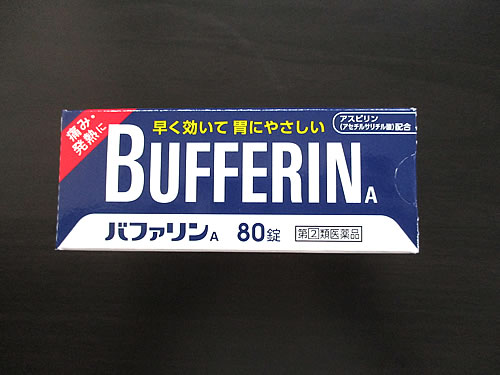 痛み・
発熱に
早く効いて 胃にやさしい
アスピリン
(アセチルサリチル酸)配合
BUFFERIN A
バファリンA 80錠 指②類医薬品